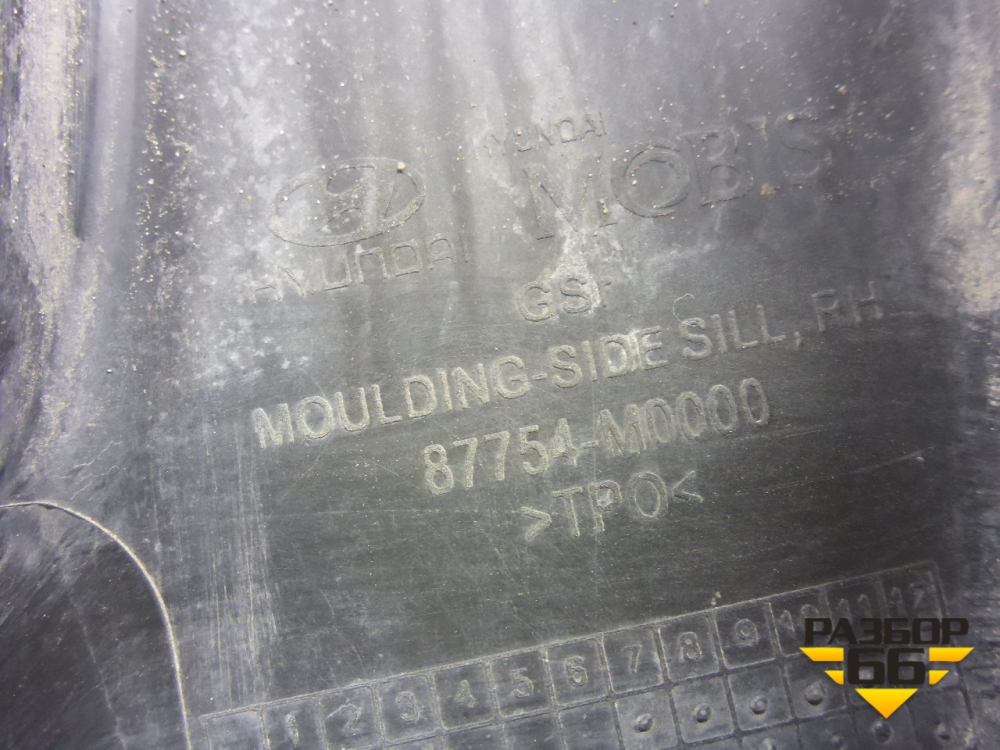 HYUNDAI
MOBIS
HYUNDAI
MOULDING-SIDE SILL, RH
87754-M0000
>TPO<
1 2 3 4 5 6 7 8 9 10 11 12
РАЗБОР
66